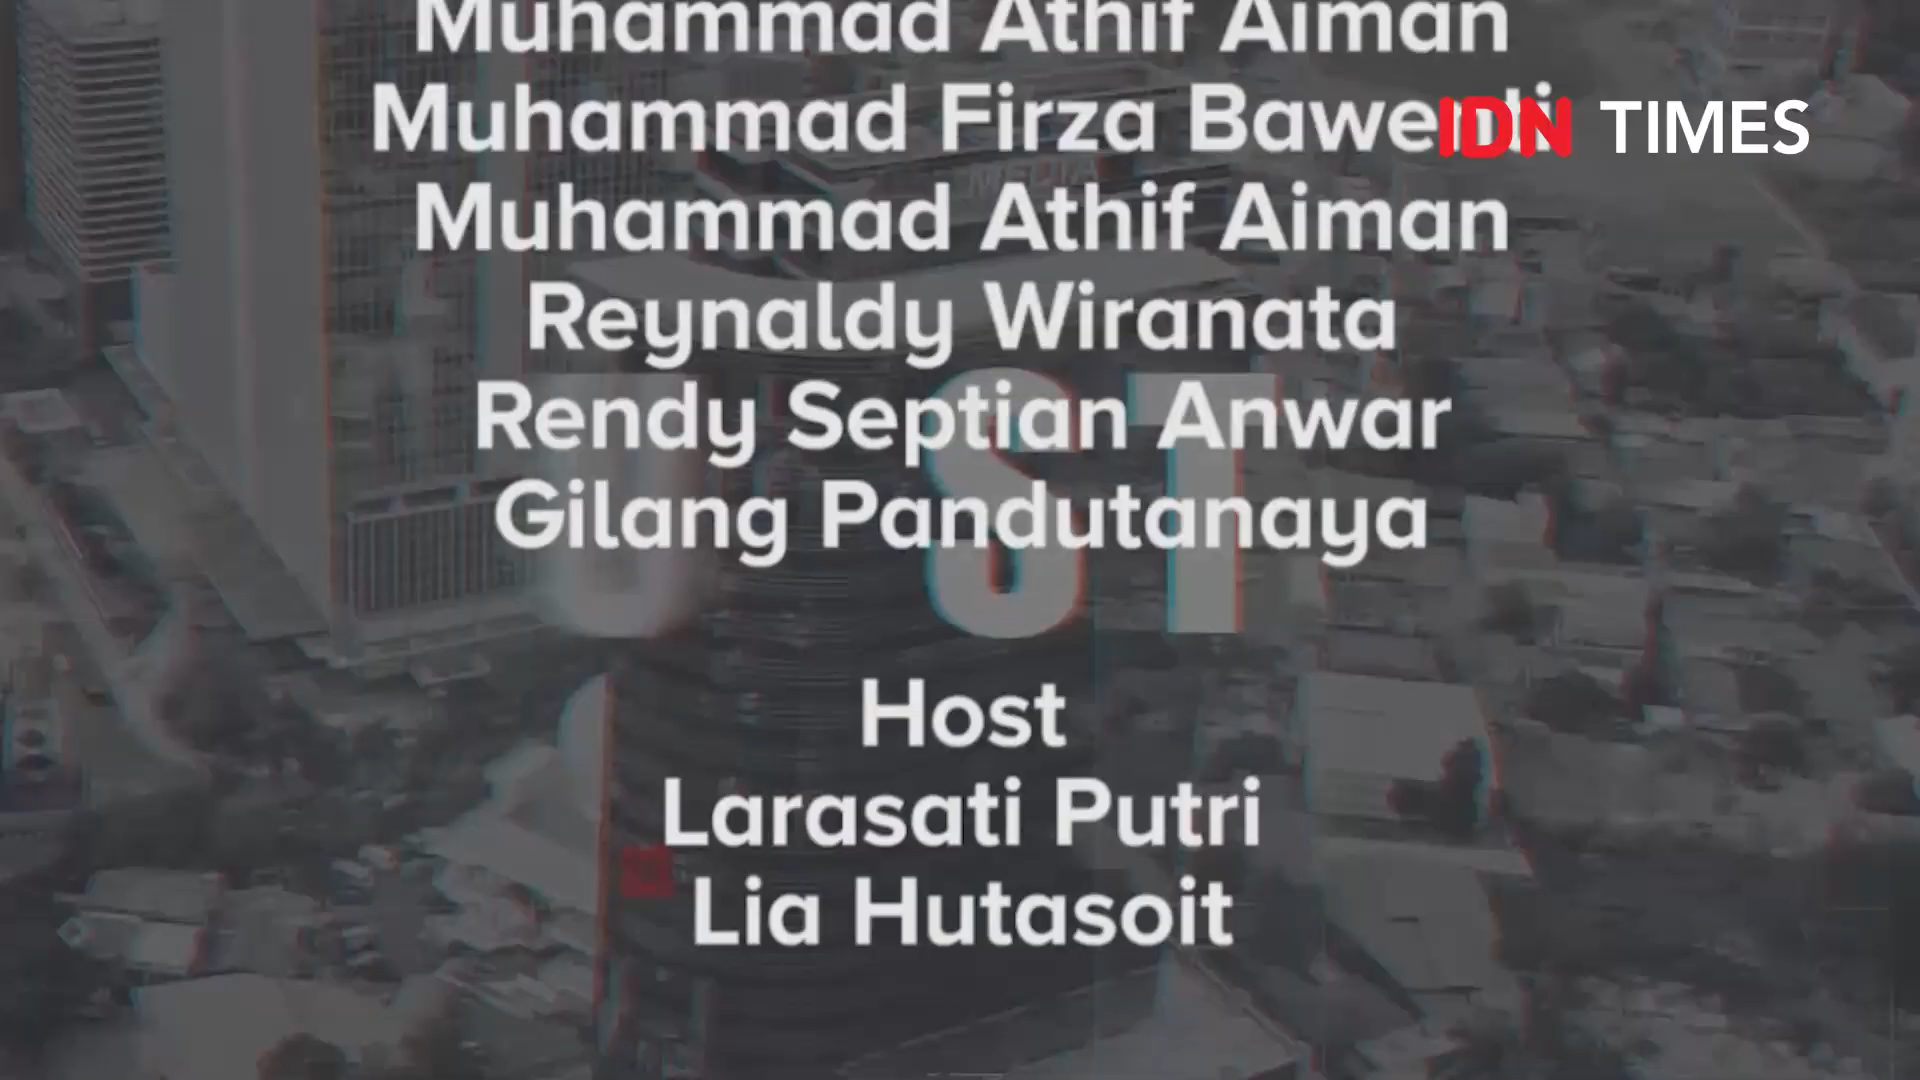 Muhammad Athif Aiman
Muhammad Firza
IDN TIMES
Muhammad Athif Aiman
Reynaldy Wiranata
Rendy Septian Anwar
Gilang Pandutanaya
ST
Host
Larasati Putri
Lia Hutasoit